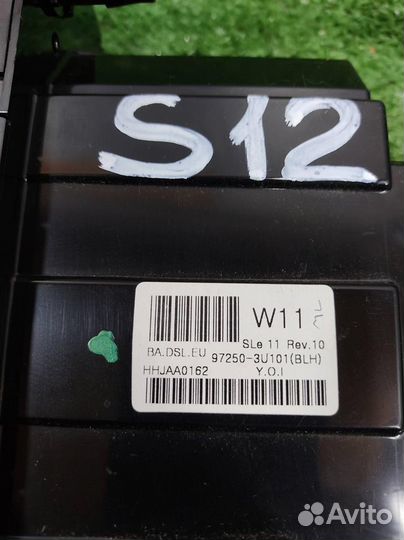 S12
W11
SLe 11 Rev.10
BA.DSL.EU 97250-3U101(BLH)
HHJAA0162 Y.O.I
Avito